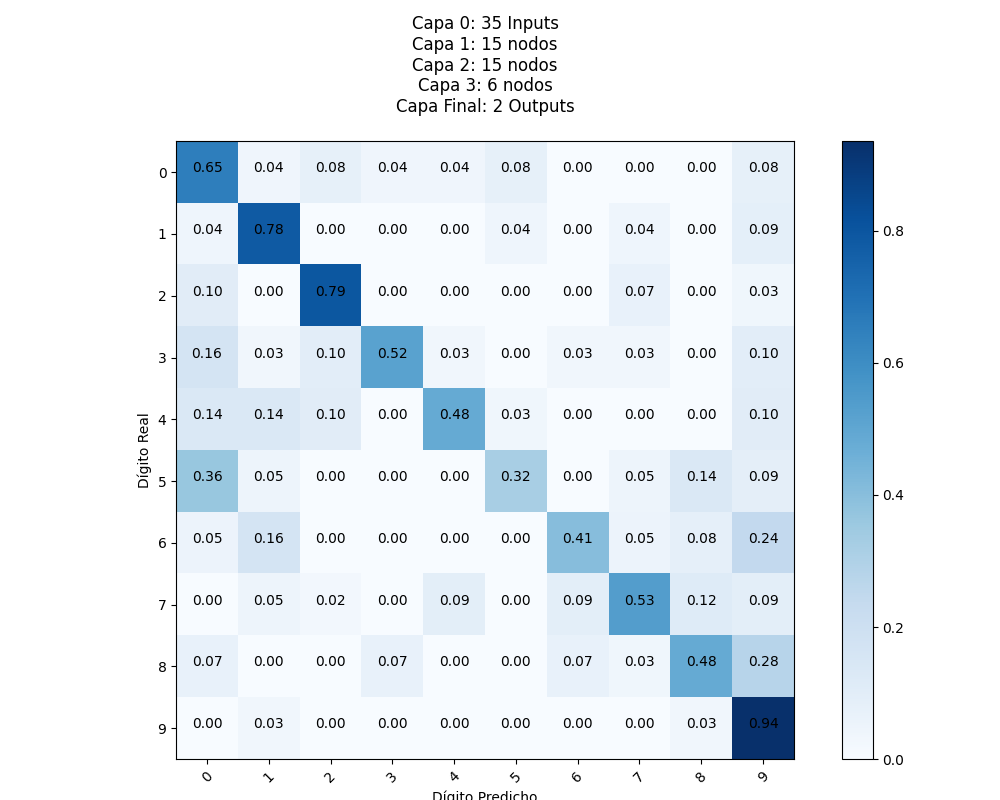 Capa 0: 35 Inputs
Capa 1: 15 nodos
Capa 2: 15 nodos
Capa 3: 6 nodos
Capa Final: 2 Outputs
0 0.65 0.04 0.08 0.04 0.04 0.08 0.00 0.00 0.00 0.08
1 0.04 0.78 0.00 0.00 0.00 0.04 0.00 0.04 0.00 0.09
2 0.10 0.00 0.79 0.00 0.00 0.00 0.00 0.07 0.00 0.03
3 0.16 0.03 0.10 0.52 0.03 0.00 0.03 0.03 0.00 0.10
4 0.14 0.14 0.10 0.00 0.48 0.03 0.00 0.00 0.00 0.10
5 0.36 0.05 0.00 0.00 0.00 0.32 0.00 0.05 0.14 0.09
6 0.05 0.16 0.00 0.00 0.00 0.00 0.41 0.05 0.08 0.24
7 0.00 0.05 0.02 0.00 0.09 0.00 0.09 0.53 0.12 0.09
8 0.07 0.00 0.00 0.07 0.00 0.00 0.07 0.03 0.48 0.28
9 0.00 0.03 0.00 0.00 0.00 0.00 0.00 0.00 0.03 0.94
0 1 2 3 4 5 6 7 8 9
Dígito Real
Dígito Predicho
0.8
0.6
0.4
0.2
0.0